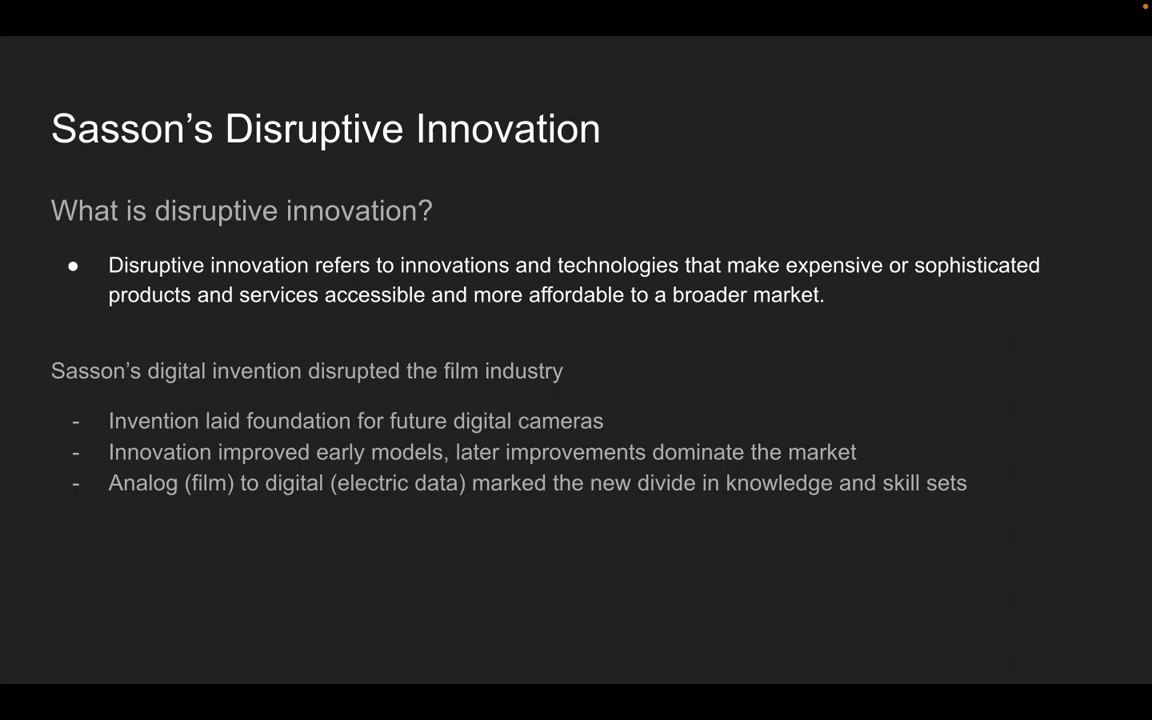 Sasson’s Disruptive Innovation
What is disruptive innovation?
● Disruptive innovation refers to innovations and technologies that make expensive or sophisticated
products and services accessible and more affordable to a broader market.
Sasson’s digital invention disrupted the film industry
- Invention laid foundation for future digital cameras
- Innovation improved early models, later improvements dominate the market
- Analog (film) to digital (electric data) marked the new divide in knowledge and skill sets